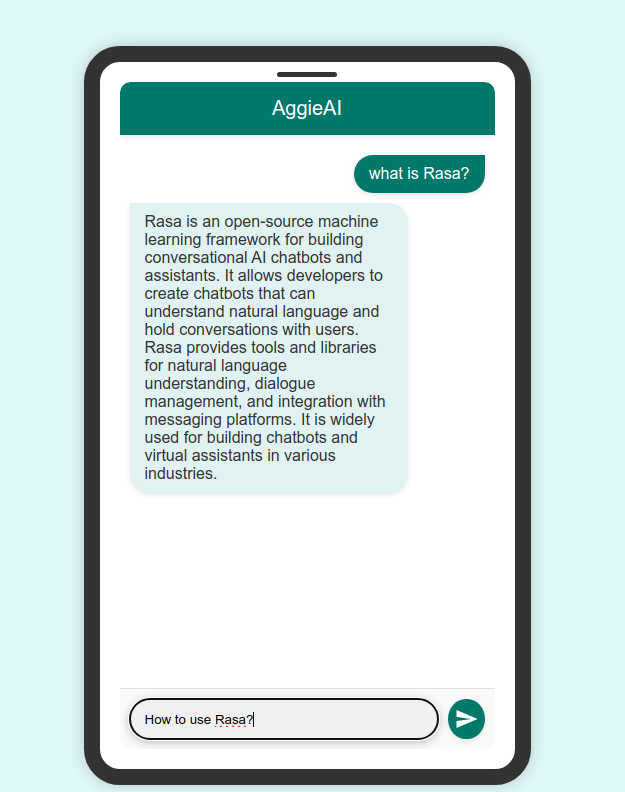 AggieAI
what is Rasa?
Rasa is an open-source machine
learning framework for building
conversational AI chatbots and
assistants. It allows developers to
create chatbots that can
understand natural language and
hold conversations with users.
Rasa provides tools and libraries
for natural language
understanding, dialogue
management, and integration with
messaging platforms. It is widely
used for building chatbots and
virtual assistants in various
industries.
How to use Rasa?